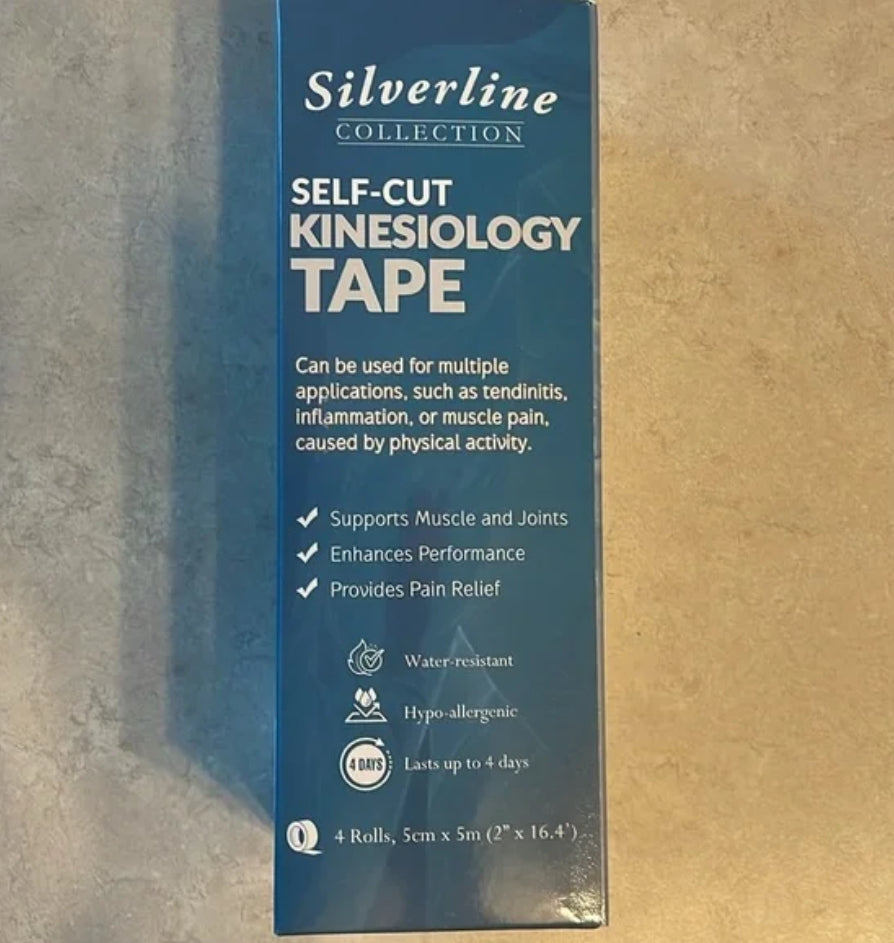 Silverline
COLLECTION
SELF-CUT
KINESIOLOGY
TAPE
Can be used for multiple
applications, such as tendinitis,
inflammation, or muscle pain,
caused by physical activity.
Supports Muscle and Joints
Enhances Performance
Provides Pain Relief
Water-resistant
Hypo-allergenic
4 DAYS Lasts up to 4 days
4 Rolls, 5cm x 5m (2" x 16.4')